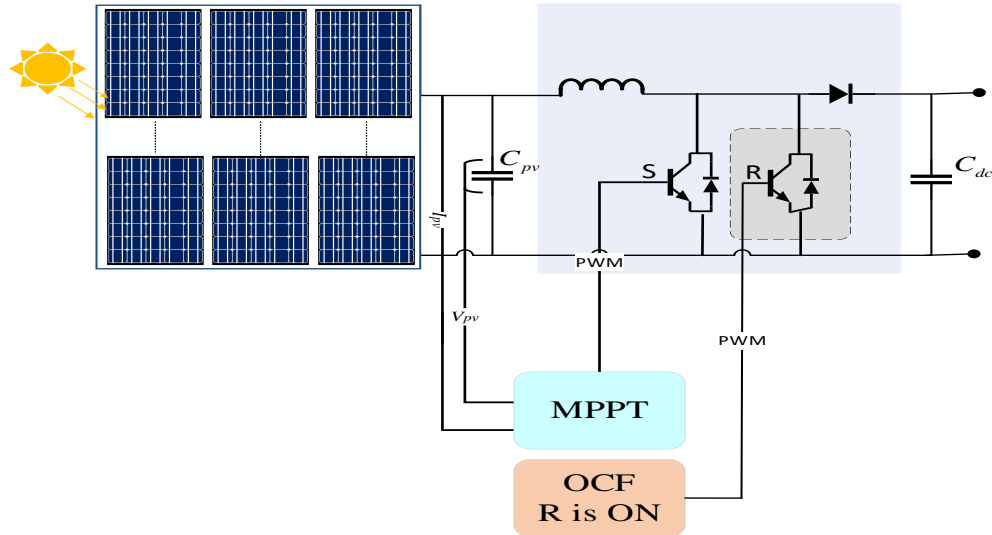 C_pv
S
R
C_dc
I_pv
PWM
V_pv
PWM
MPPT
OCF
R is ON